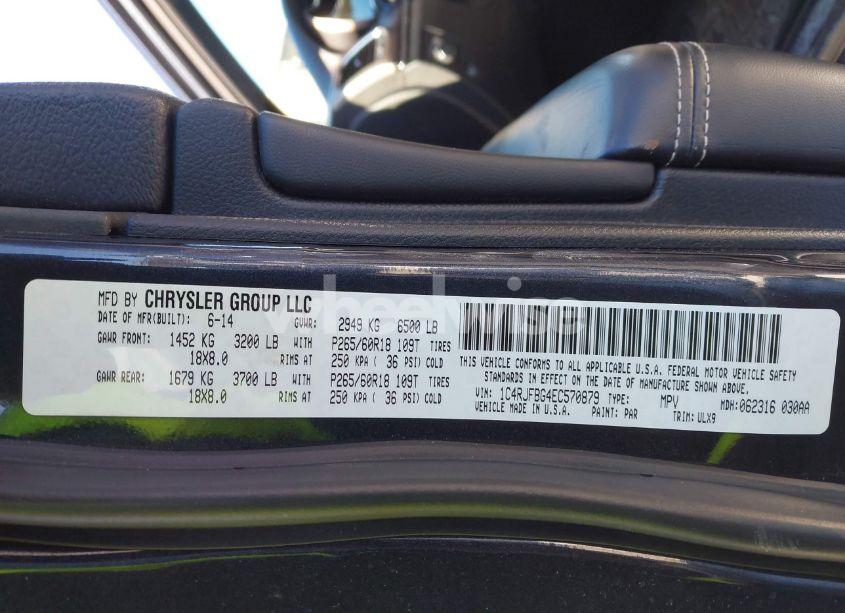 MFD BY CHRYSLER GROUP LLC
DATE OF MFR(BUILT): 6-14 GVWR: 2949 KG 6500 LB
GAWR FRONT: 1452 KG 3200 LB WITH P265/60R18 109T TIRES
18X8.0 RIMS AT 250 KPA ( 36 PSI) COLD
GAWR REAR: 1679 KG 3700 LB WITH P265/60R18 109T TIRES
18X8.0 RIMS AT 250 KPA ( 36 PSI) COLD
THIS VEHICLE CONFORMS TO ALL APPLICABLE U.S.A. FEDERAL MOTOR VEHICLE SAFETY
STANDARDS IN EFFECT ON THE DATE OF MANUFACTURE SHOWN ABOVE.
VIN: 1C4RJFBG4EC570879 TYPE: MPV MDH:062316 030AA
VEHICLE MADE IN U.S.A. PAINT: PAR TRIM: ULX9
wheelwise